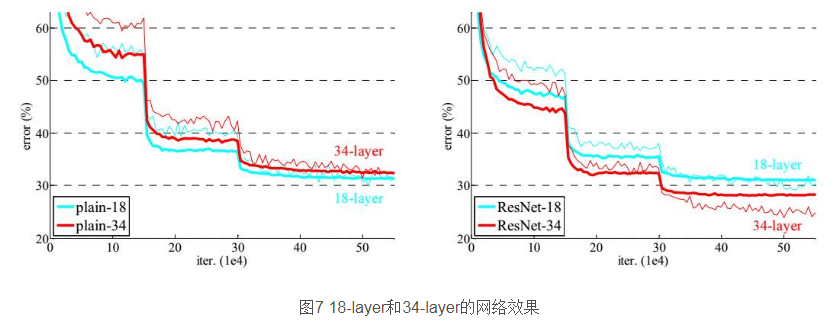 60
50
40
30
20
error (%)
34-layer
18-layer
plain-18
plain-34
0 10 20 30 40 50
iter. (1e4)
60
50
40
30
20
error (%)
18-layer
34-layer
ResNet-18
ResNet-34
0 10 20 30 40 50
iter. (1e4)
图7 18-layer和34-layer的网络效果